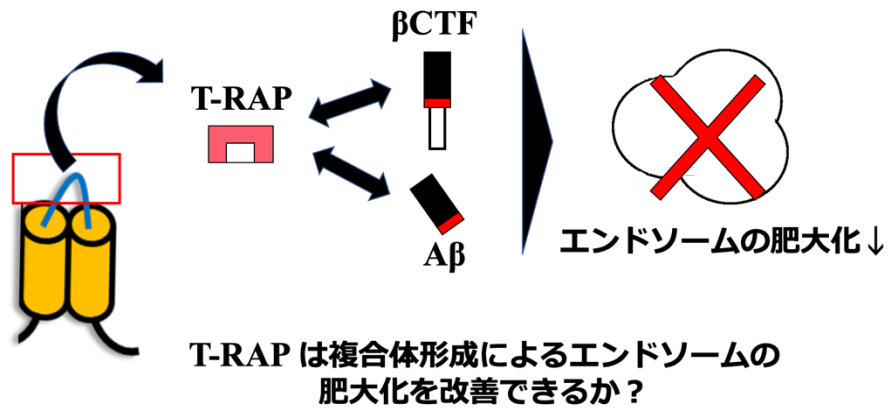 βCTF
T-RAP
Aβ
エンドソームの肥大化↓
T-RAP は複合体形成によるエンドソームの
肥大化を改善できるか？